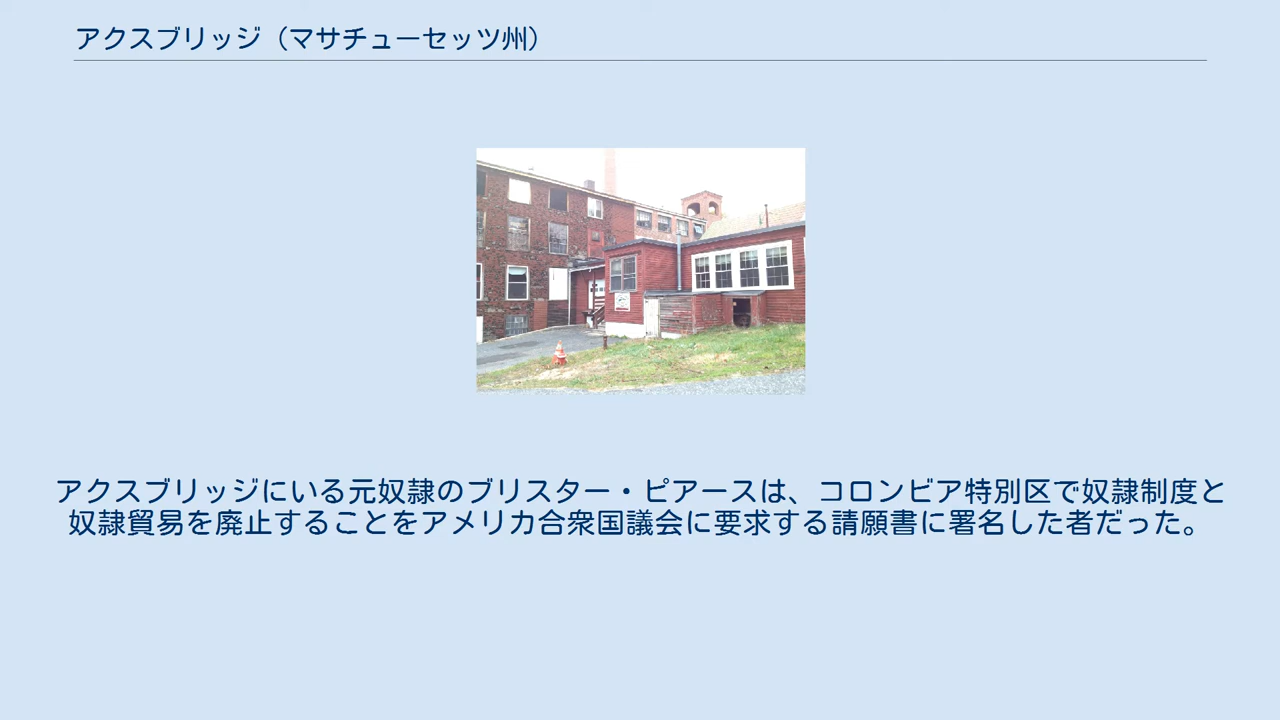 アクスブリッジ（マサチューセッツ州）
アクスブリッジにいる元奴隷のブリスター・ピアースは、コロンビア特別区で奴隷制度と
奴隷貿易を廃止することをアメリカ合衆国議会に要求する請願書に署名した者だった。